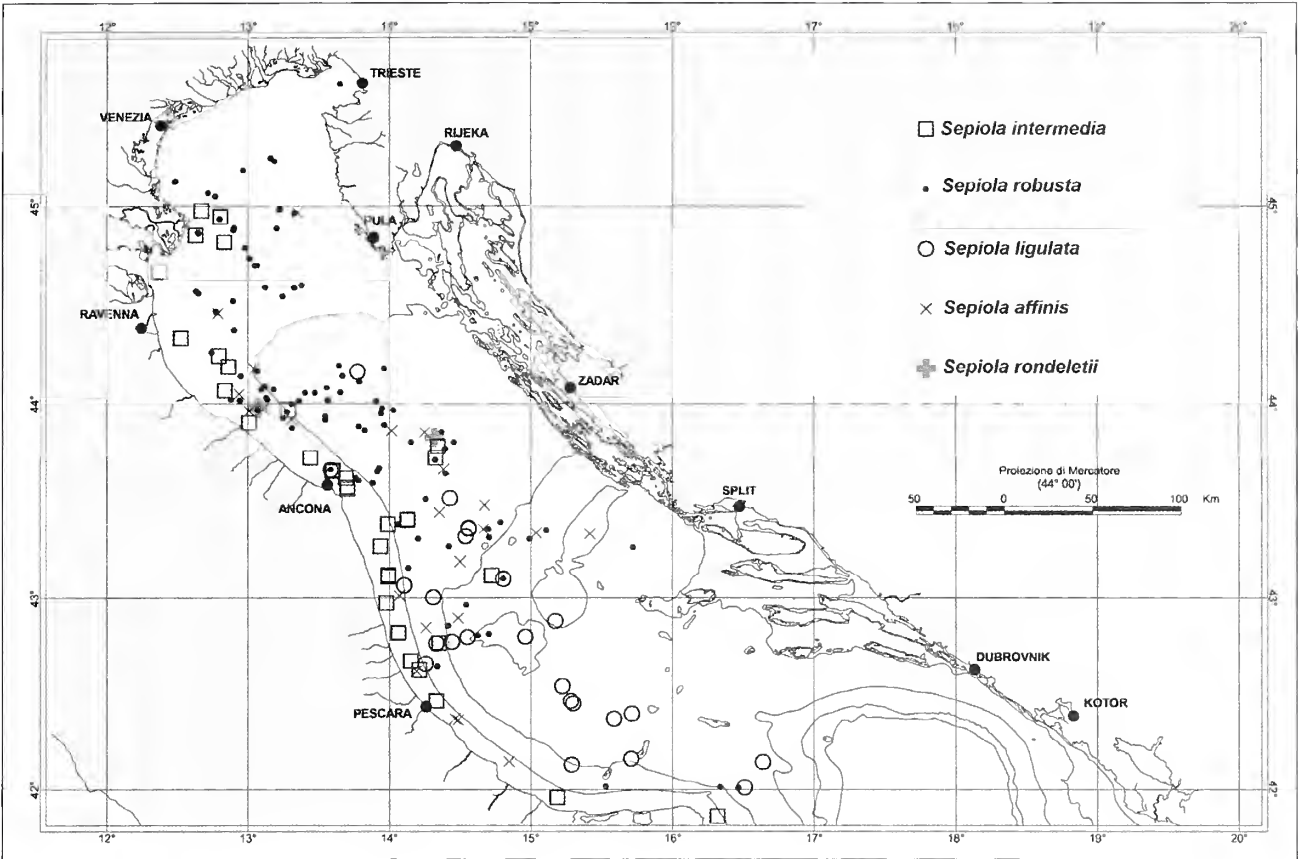 12° 13° 14° 15° 16° 17° 18° 19° 20°
TRIESTE
VENEZIA
RIJEKA
Sepiola intermedia
Sepiola robusta
45° 45°
PULA
Sepiola ligulata
Sepiola affinis
RAVENNA
Sepiola rondeletii
ZADAR
44° 44°
Proiezione di Mercatore
(44° 00')
50 0 50 100 Km
SPLIT
ANCONA
43° 43°
DUBROVNIK
KOTOR
PESCARA
42° 42°
12° 13° 14° 15° 16° 17° 18° 19° 20°